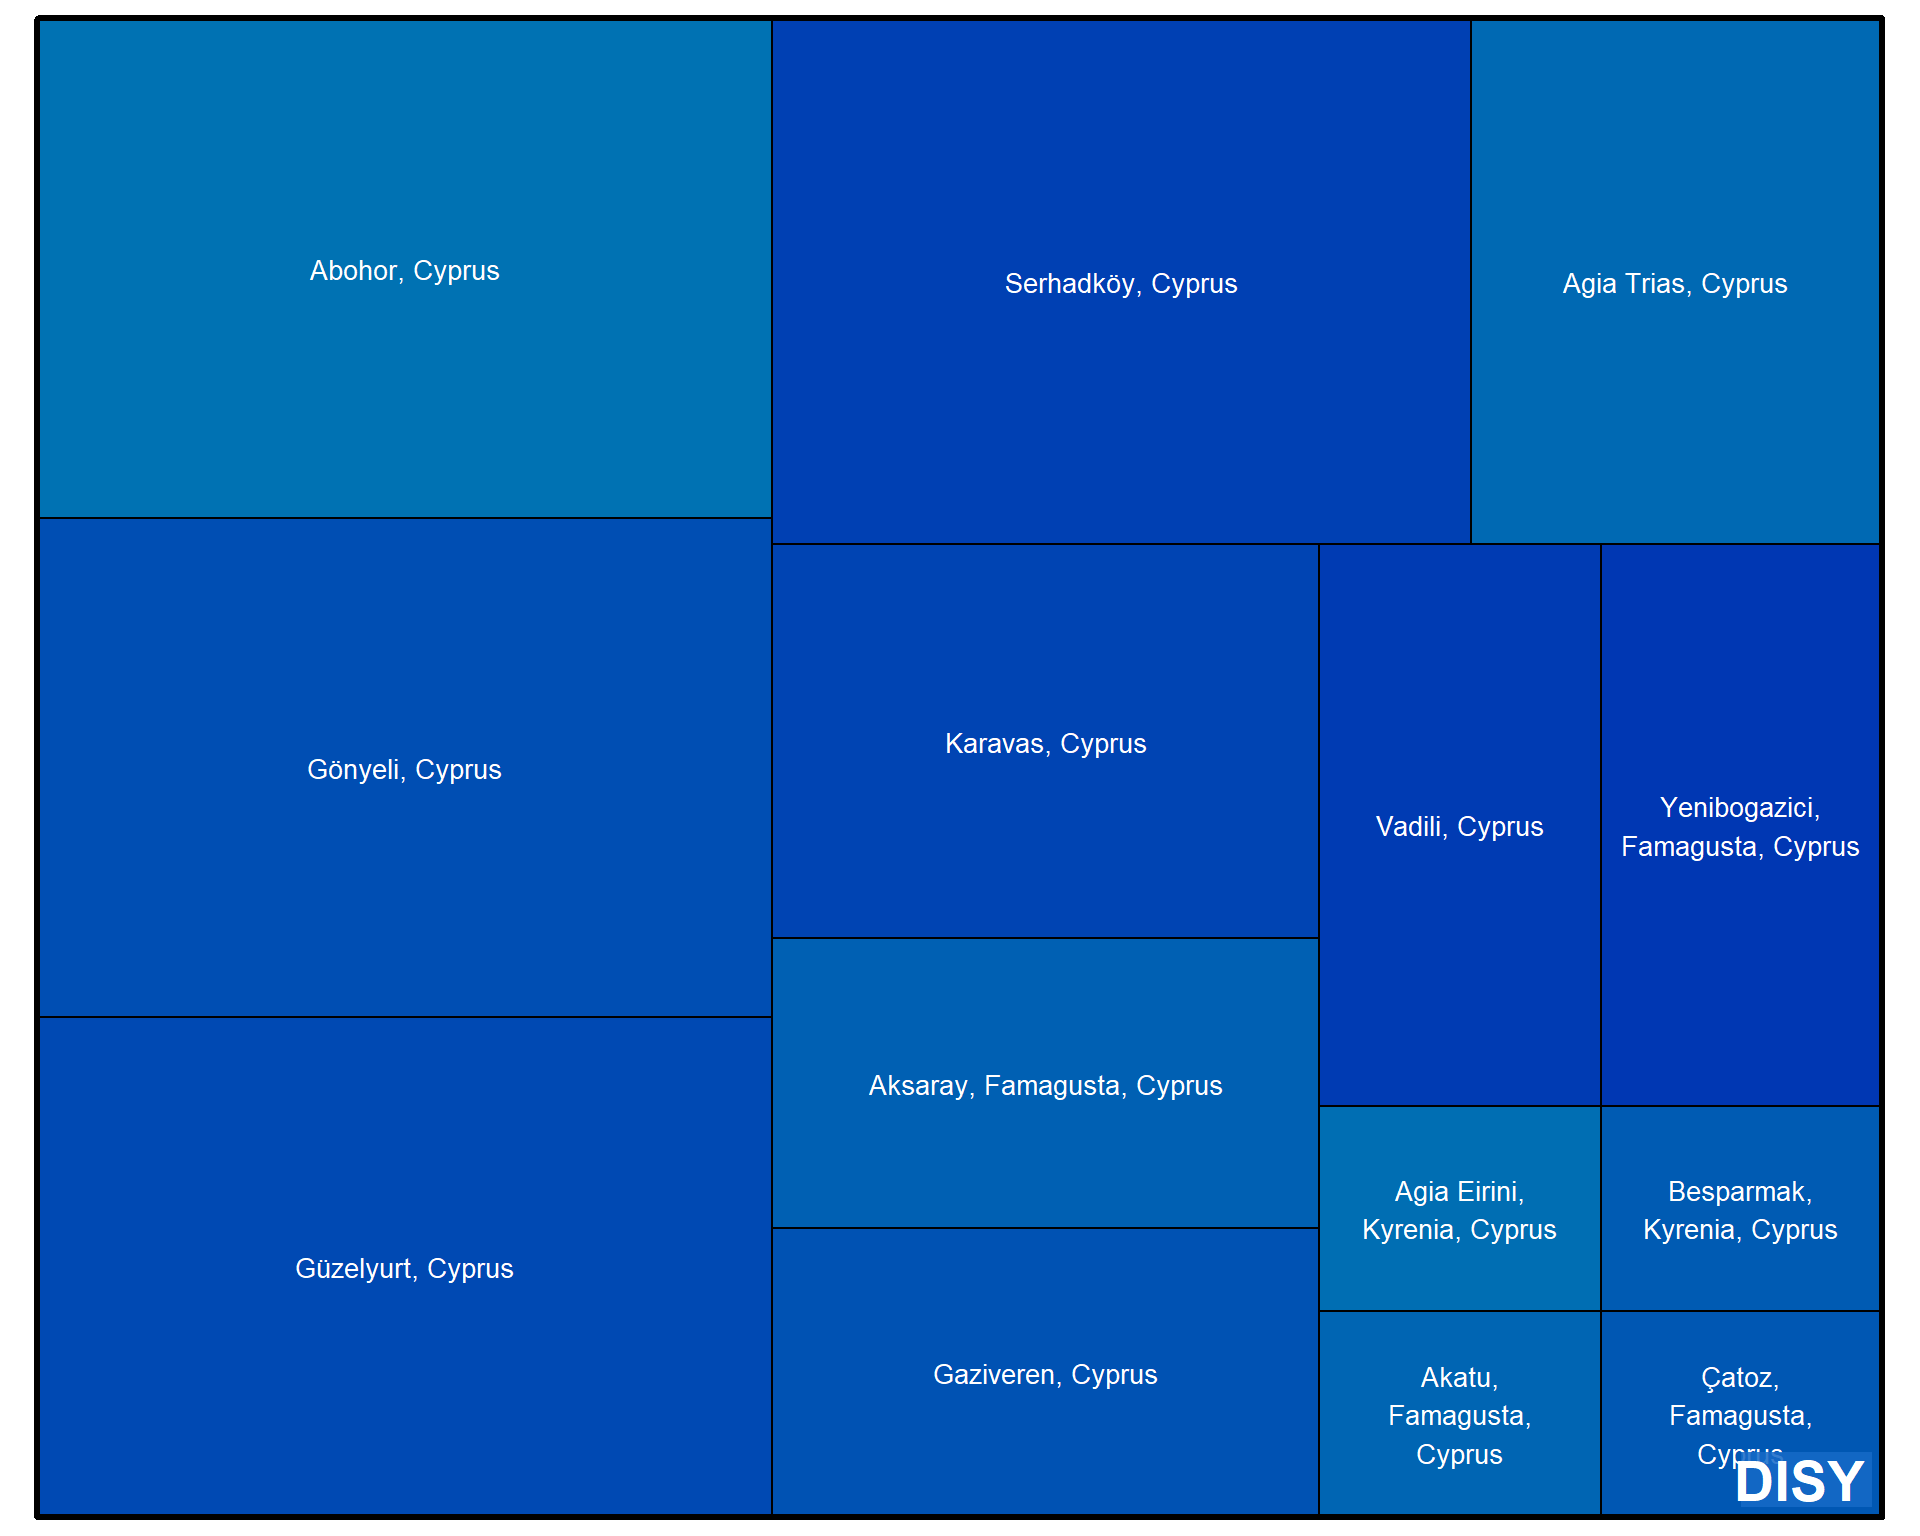 Abohor, Cyprus
Serhadköy, Cyprus
Agia Trias, Cyprus
Gönyeli, Cyprus
Karavas, Cyprus
Vadili, Cyprus
Yenibogazici,
Famagusta, Cyprus
Aksaray, Famagusta, Cyprus
Güzelyurt, Cyprus
Agia Eirini,
Kyrenia, Cyprus
Besparmak,
Kyrenia, Cyprus
Gaziveren, Cyprus
Akatu,
Famagusta,
Cyprus
Çatoz,
Famagusta,
Cyprus
DISY